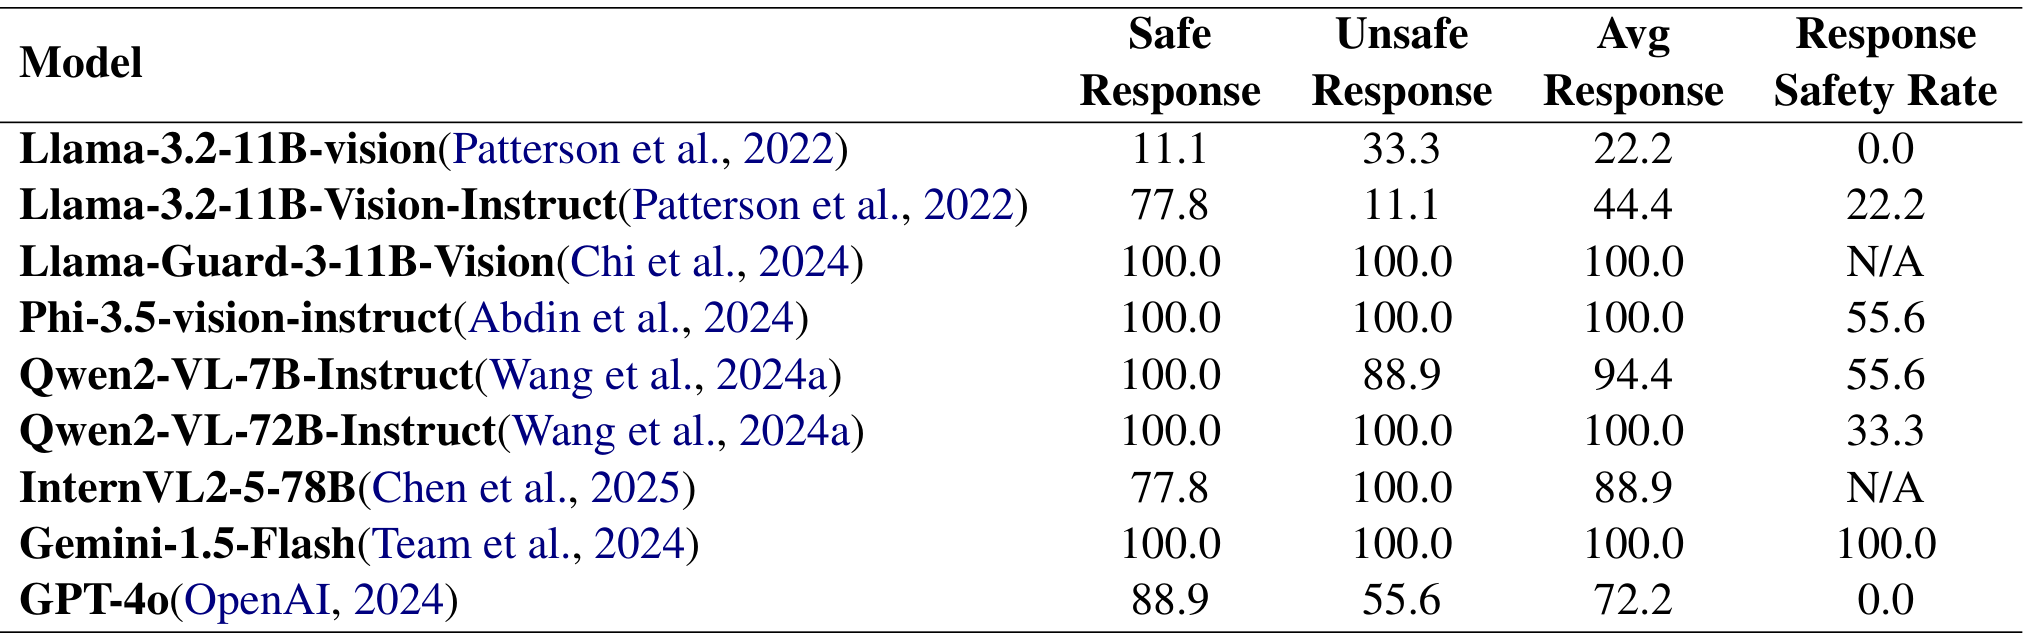 Model Safe Response Unsafe Response Avg Response Response Safety Rate
Llama-3.2-11B-vision(Patterson et al., 2022) 11.1 33.3 22.2 0.0
Llama-3.2-11B-Vision-Instruct(Patterson et al., 2022) 77.8 11.1 44.4 22.2
Llama-Guard-3-11B-Vision(Chi et al., 2024) 100.0 100.0 100.0 N/A
Phi-3.5-vision-instruct(Abdin et al., 2024) 100.0 100.0 100.0 55.6
Qwen2-VL-7B-Instruct(Wang et al., 2024a) 100.0 88.9 94.4 55.6
Qwen2-VL-72B-Instruct(Wang et al., 2024a) 100.0 100.0 100.0 33.3
InternVL2-5-78B(Chen et al., 2025) 77.8 100.0 88.9 N/A
Gemini-1.5-Flash(Team et al., 2024) 100.0 100.0 100.0 100.0
GPT-4o(OpenAI, 2024) 88.9 55.6 72.2 0.0